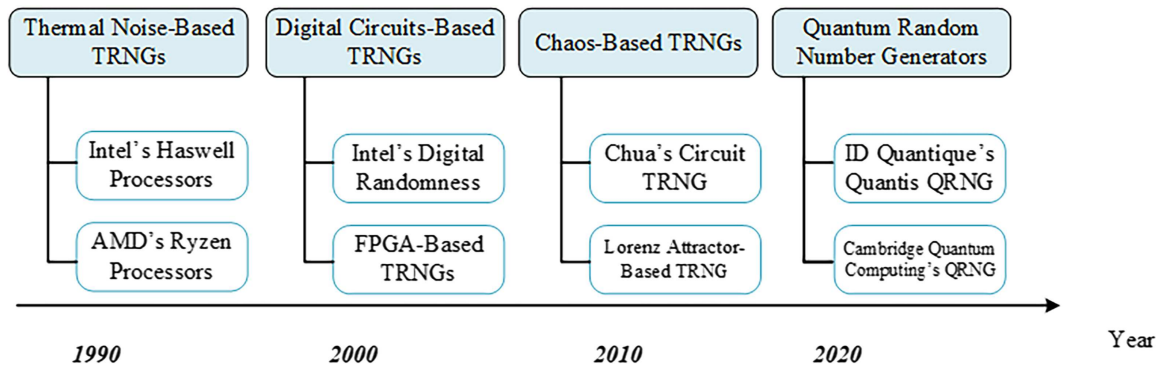 Thermal Noise-Based
TRNGs
Digital Circuits-Based
TRNGs
Chaos-Based TRNGs
Quantum Random
Number Generators
Intel's Haswell
Processors
Intel's Digital
Randomness
Chua's Circuit
TRNG
ID Quantique's
Quantis QRNG
AMD's Ryzen
Processors
FPGA-Based
TRNGs
Lorenz Attractor-
Based TRNG
Cambridge Quantum
Computing's QRNG
1990
2000
2010
2020
Year